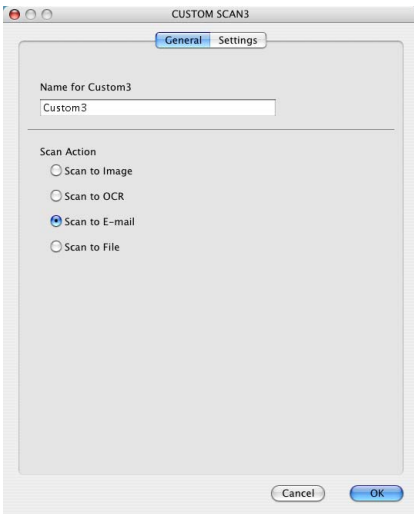 CUSTOM SCAN3
General Settings
Name for Custom3
Custom3
Scan Action
Scan to Image
Scan to OCR
Scan to E-mail
Scan to File
Cancel OK